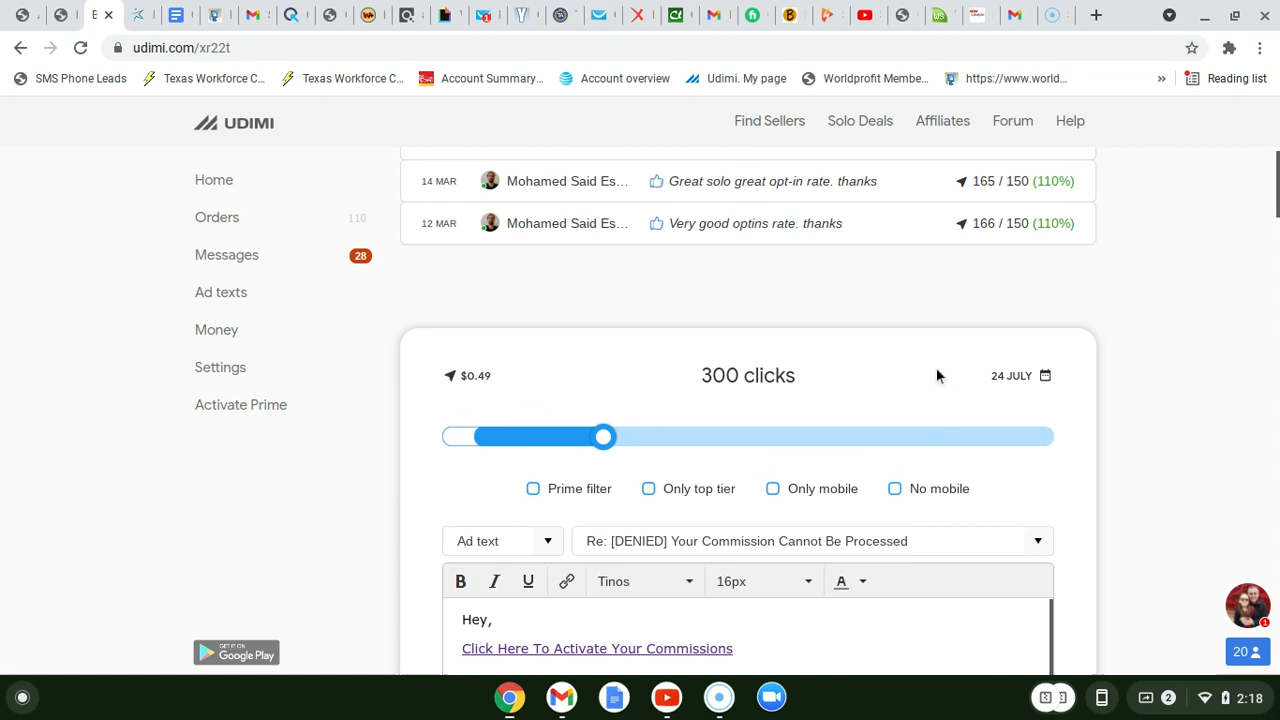 udimi.com/xr22t
SMS Phone Leads
Texas Workforce C...
Texas Workforce C...
Account Summary...
Account overview
Udimi. My page
Worldprofit Membe...
https://www.world...
»
Reading list
UDIMI
Find Sellers
Solo Deals
Affiliates
Forum
Help
Home
Orders 110
Messages 28
Ad texts
Money
Settings
Activate Prime
14 MAR Mohamed Said Es... Great solo great opt-in rate. thanks 165 / 150 (110%)
12 MAR Mohamed Said Es... Very good optins rate. thanks 166 / 150 (110%)
$0.49 300 clicks 24 JULY
Prime filter Only top tier Only mobile No mobile
Ad text Re: [DENIED] Your Commission Cannot Be Processed
B I U Tinos 16px A
Hey,
Click Here To Activate Your Commissions
GET IT ON
Google Play
1
20
2 2:18